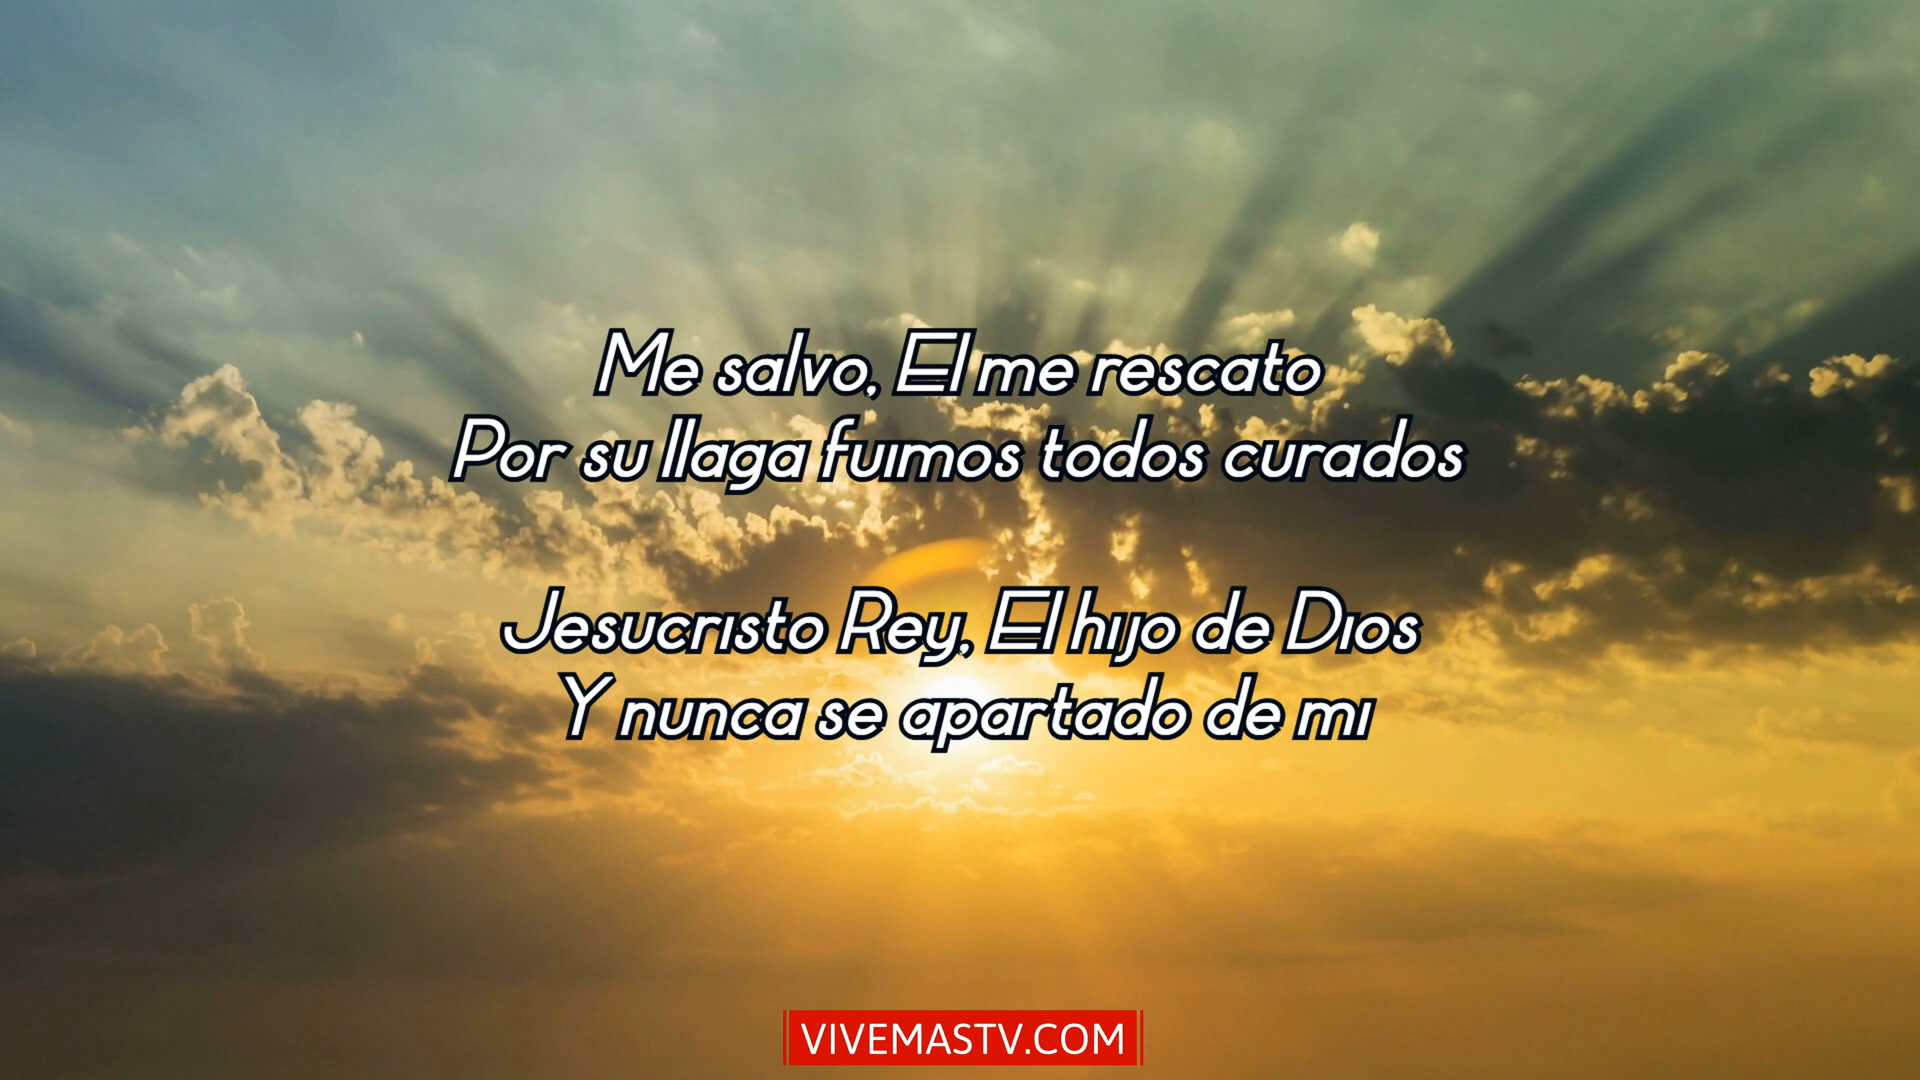 Me salvo, El me rescato
Por su llaga fuimos todos curados
Jesucristo Rey, El hijo de Dios
Y nunca se apartado de mi
VIVEMASTV.COM